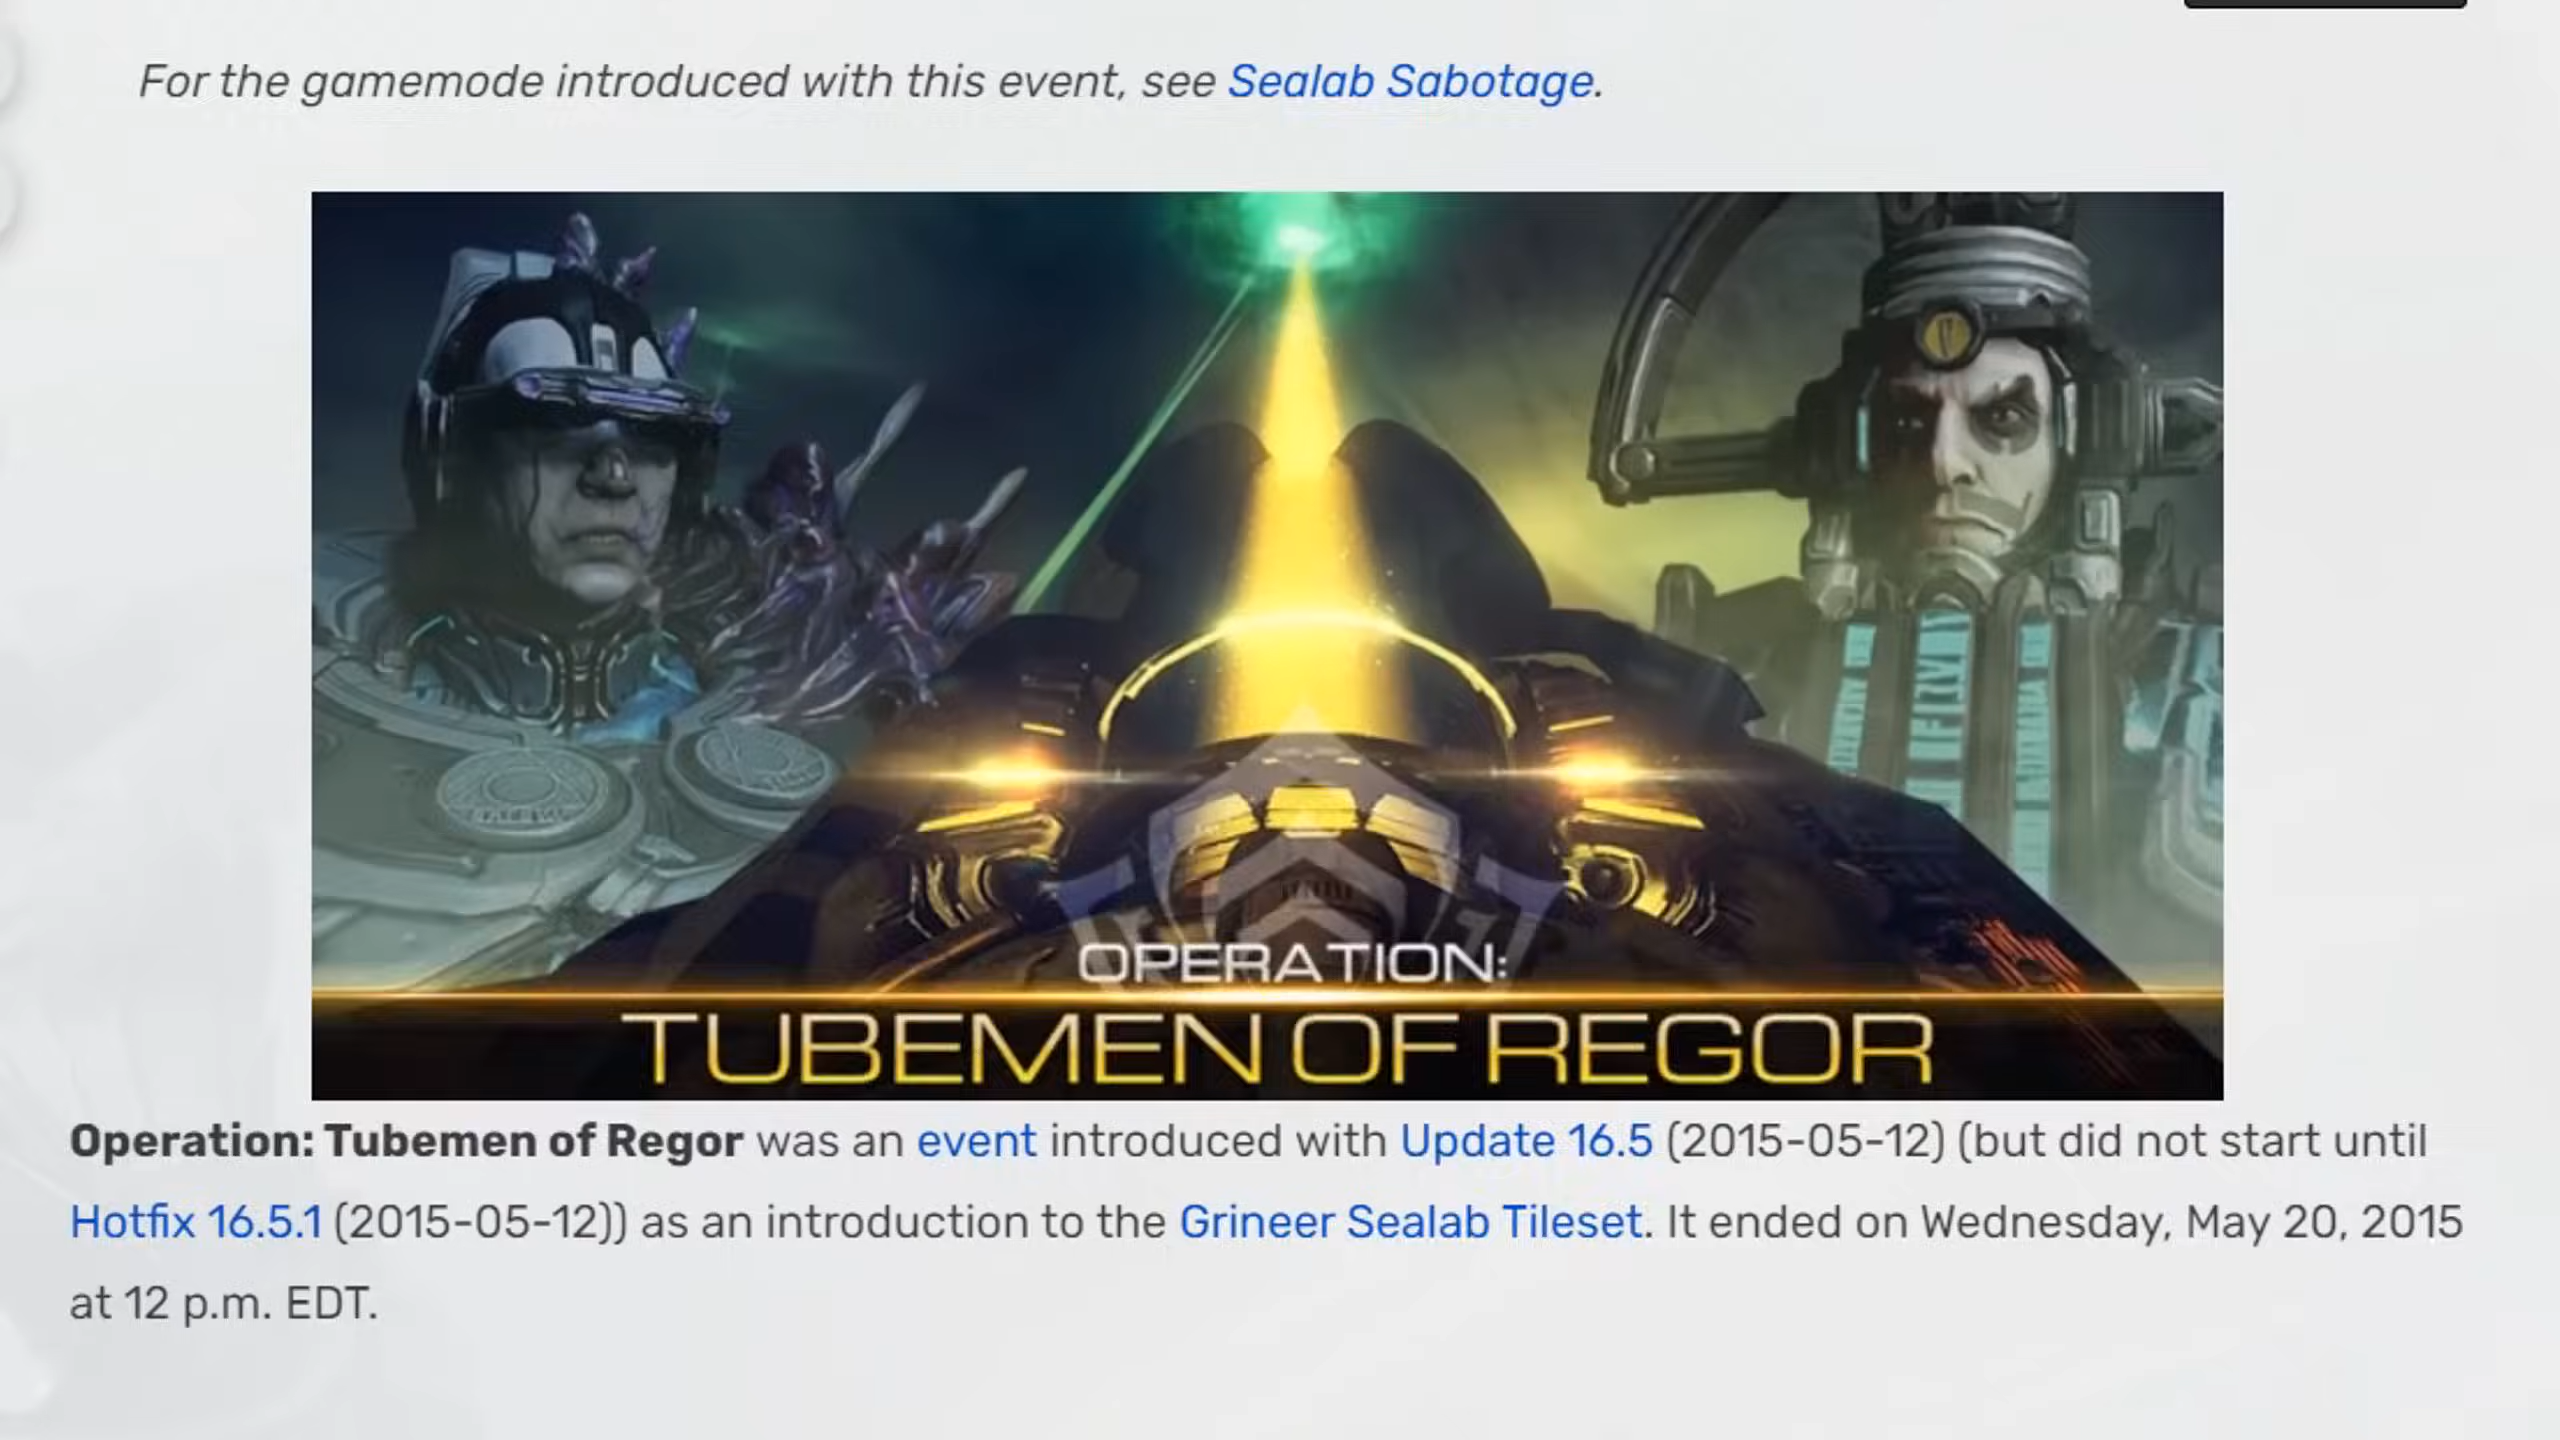 For the gamemode introduced with this event, see Sealab Sabotage.
OPERATION:
TUBEMEN OF REGOR
Operation: Tubemen of Regor was an event introduced with Update 16.5 (2015-05-12) (but did not start until
Hotfix 16.5.1 (2015-05-12)) as an introduction to the Grineer Sealab Tileset. It ended on Wednesday, May 20, 2015
at 12 p.m. EDT.